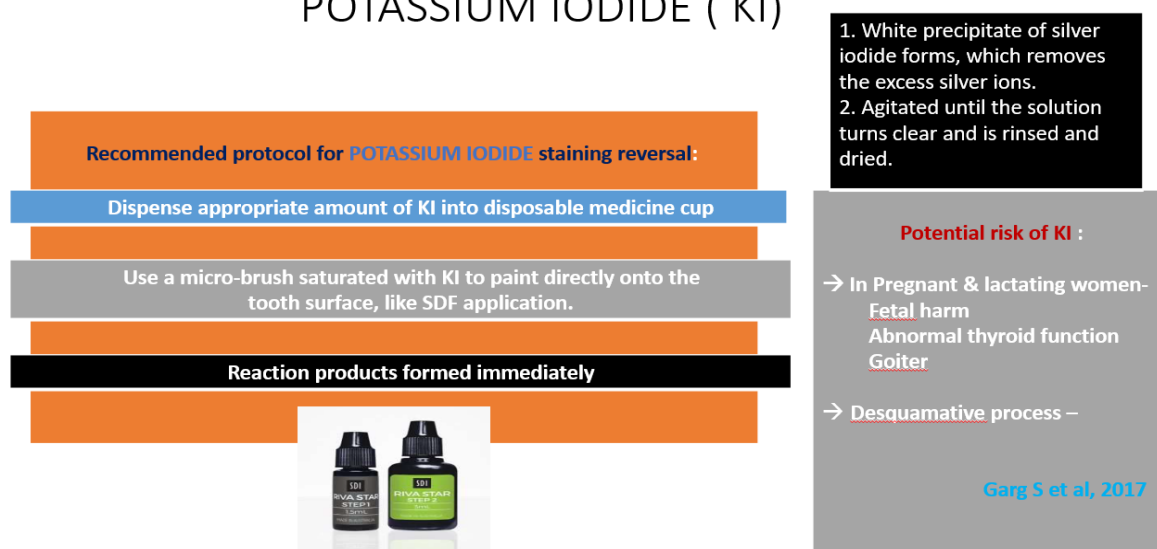 POTASSIUM IODIDE ( KI)
Recommended protocol for POTASSIUM IODIDE staining reversal:
Dispense appropriate amount of KI into disposable medicine cup
Use a micro-brush saturated with KI to paint directly onto the
tooth surface, like SDF application.
Reaction products formed immediately
SDI
RIVA STAR
STEP 1
1.5mL
SDI
RIVA STAR
STEP 2
1. White precipitate of silver
iodide forms, which removes
the excess silver ions.
2. Agitated until the solution
turns clear and is rinsed and
dried.
Potential risk of KI :
→ In Pregnant & lactating women-
Fetal harm
Abnormal thyroid function
Goiter
→ Desquamative process –
Garg S et al, 2017